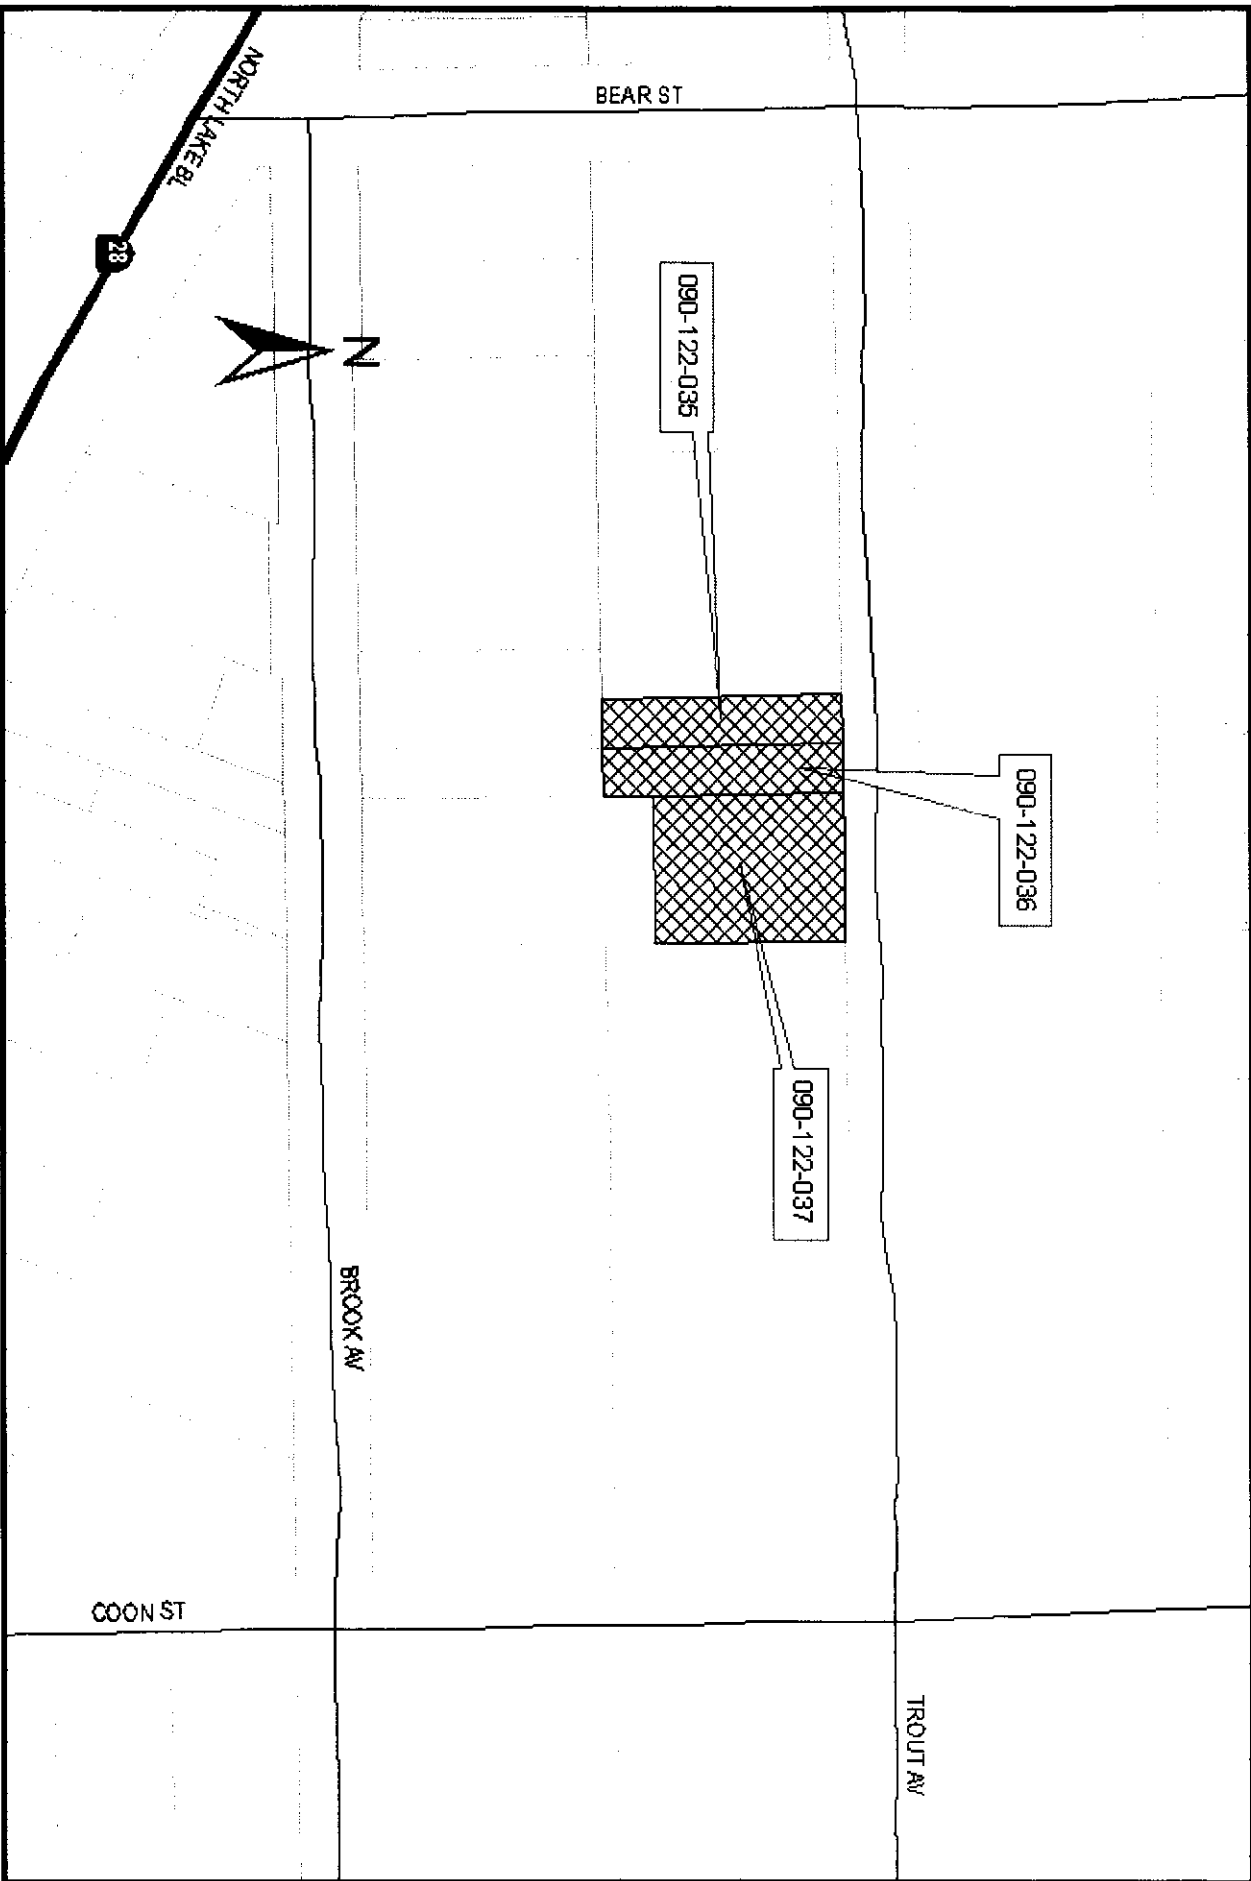 BEAR ST
NORTH LAKE BL
28
N
090-122-035
090-122-036
090-122-037
BROOK AV
COON ST
TROUT AV